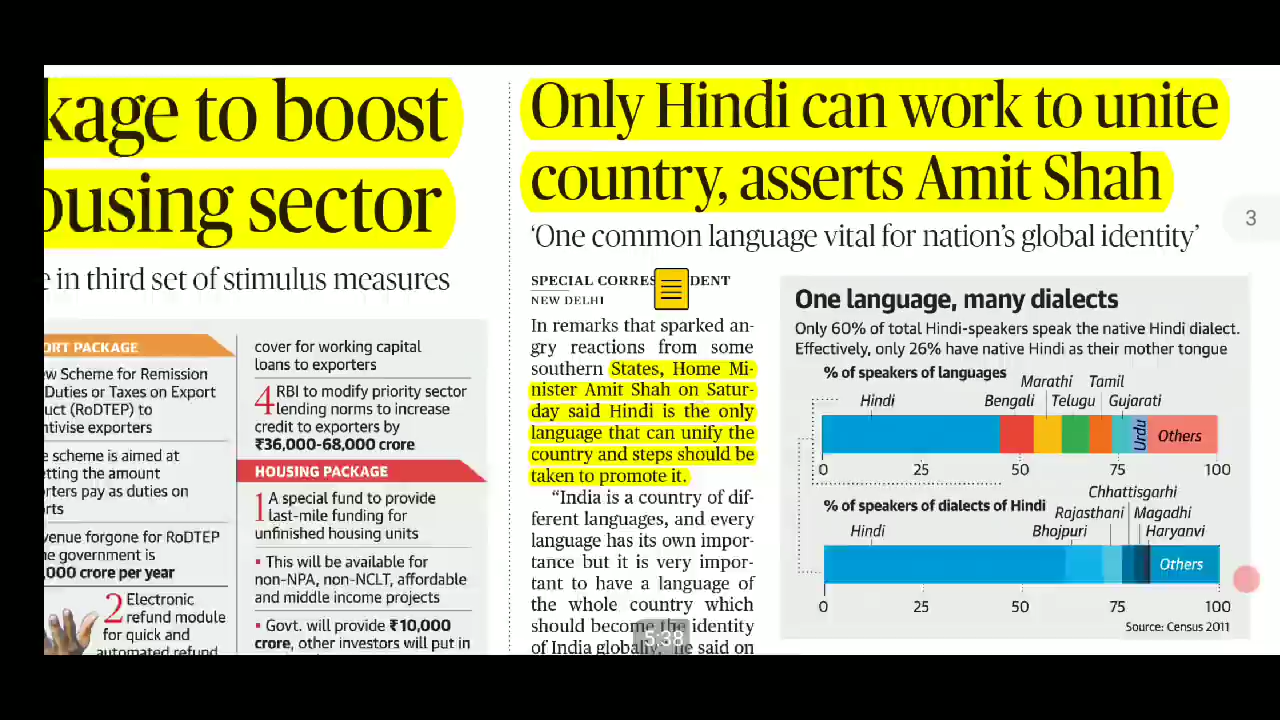 kage to boost
ousing sector
e in third set of stimulus measures
ORT PACKAGE
w Scheme for Remission
Duties or Taxes on Export
uct (RoDTEP) to
ntivise exporters
e scheme is aimed at
etting the amount
orters pay as duties on
orts
venue forgone for RoDTEP
e government is
,000 crore per year
2 Electronic
refund module
for quick and
automated refund
cover for working capital
loans to exporters
4 RBI to modify priority sector
lending norms to increase
credit to exporters by
₹36,000-68,000 crore
HOUSING PACKAGE
1 A special fund to provide
last-mile funding for
unfinished housing units
▪ This will be available for
non-NPA, non-NCLT, affordable
and middle income projects
▪ Govt. will provide ₹10,000
crore, other investors will put in
Only Hindi can work to unite
country, asserts Amit Shah
‘One common language vital for nation’s global identity’
SPECIAL CORRES DENT
NEW DELHI
In remarks that sparked an-
gry reactions from some
southern States, Home Mi-
nister Amit Shah on Satur-
day said Hindi is the only
language that can unify the
country and steps should be
taken to promote it.
“India is a country of dif-
ferent languages, and every
language has its own impor-
tance but it is very impor-
tant to have a language of
the whole country which
should become the identity
of India globally,” he said on
5:38
3
One language, many dialects
Only 60% of total Hindi-speakers speak the native Hindi dialect.
Effectively, only 26% have native Hindi as their mother tongue
% of speakers of languages
Marathi Tamil
Hindi Bengali Telugu Gujarati
Urdu Others
0 25 50 75 100
% of speakers of dialects of Hindi
Chhattisgarhi
Rajasthani Magadhi
Hindi Bhojpuri Haryanvi
Others
0 25 50 75 100
Source: Census 2011